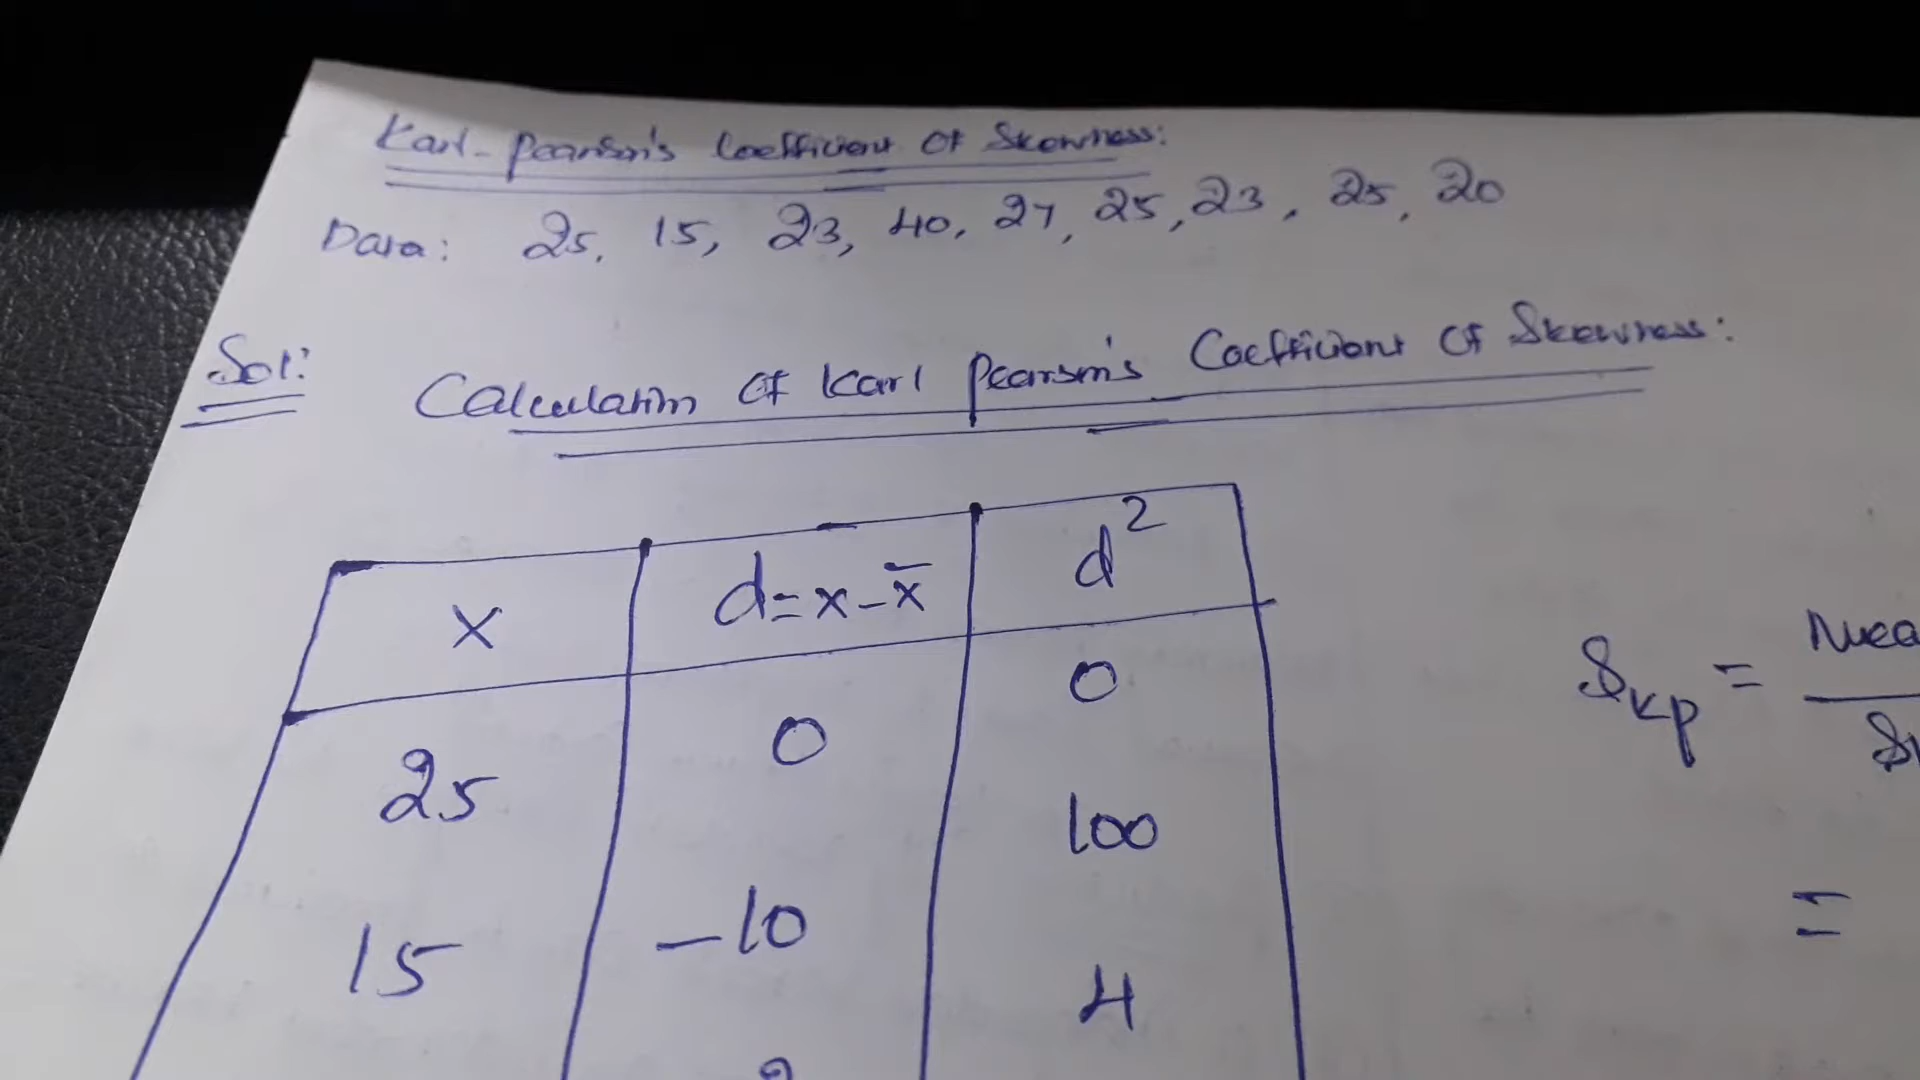 Karl-Pearson's Coefficient Of Skewness:
Data: 25, 15, 23, 40, 27, 25, 23, 25, 20
Sol:
Calculation Of Karl Pearson's Coefficient Of Skewness:
x d=x-x̄ d²
25 0 0
15 -10 100
4
Skp =
=